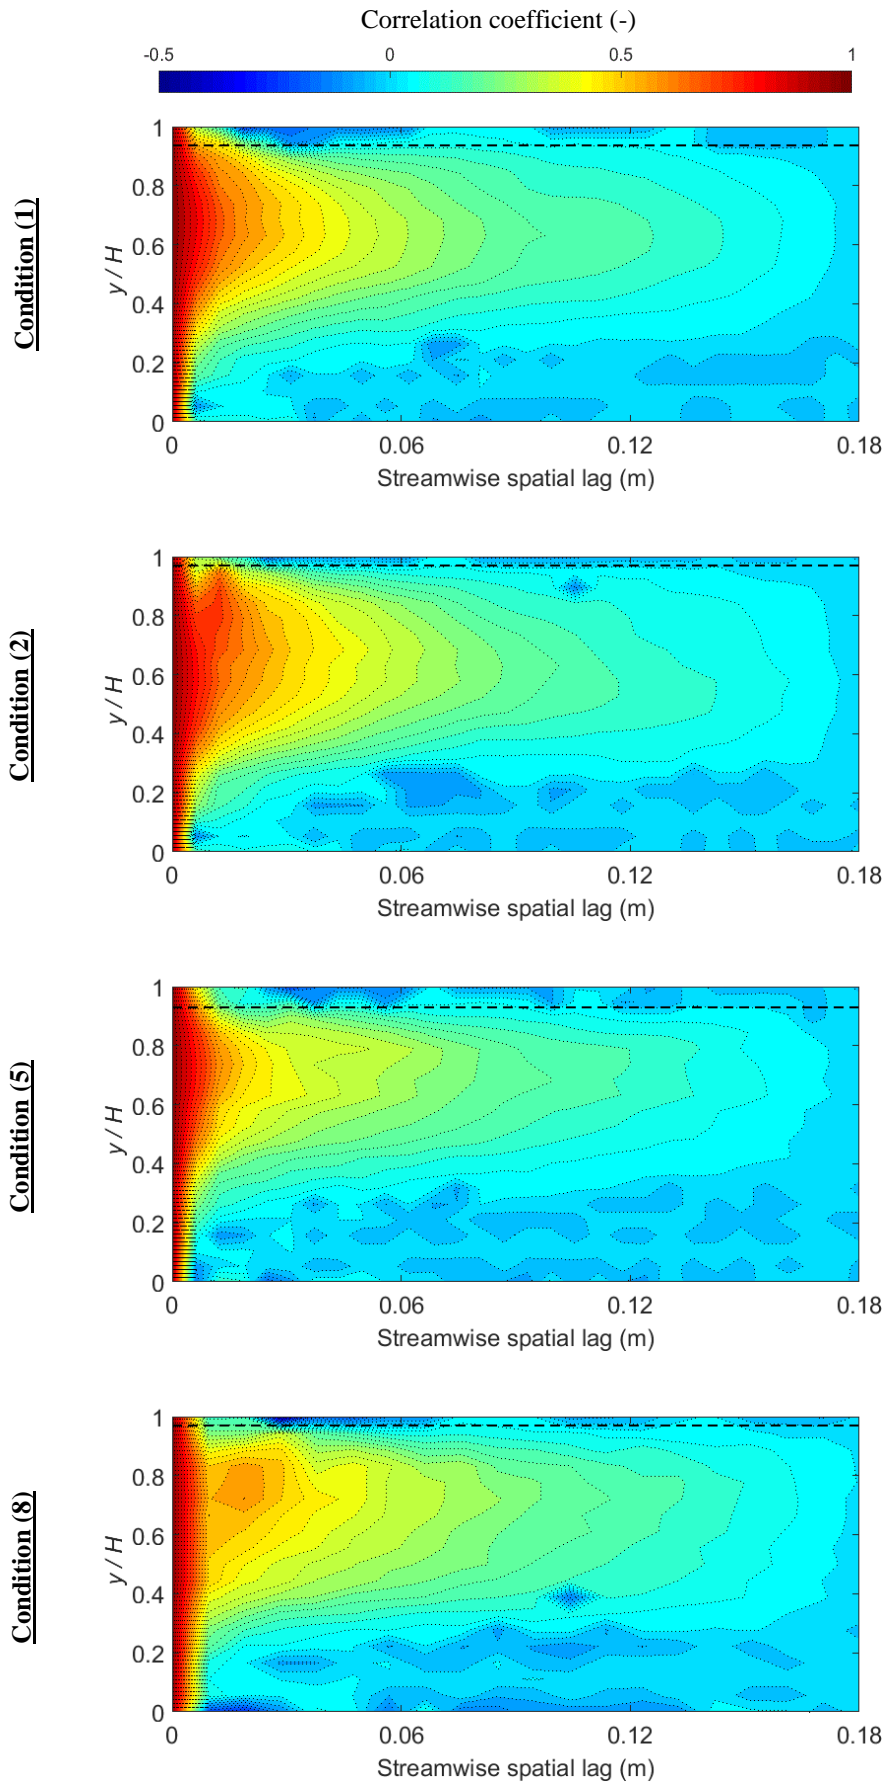 Correlation coefficient (-)
-0.5 0 0.5 1
Condition (1)
y / H
1
0.8
0.6
0.4
0.2
0
0 0.06 0.12 0.18
Streamwise spatial lag (m)
Condition (2)
y / H
1
0.8
0.6
0.4
0.2
0
0 0.06 0.12 0.18
Streamwise spatial lag (m)
Condition (5)
y / H
1
0.8
0.6
0.4
0.2
0
0 0.06 0.12 0.18
Streamwise spatial lag (m)
Condition (8)
y / H
1
0.8
0.6
0.4
0.2
0
0 0.06 0.12 0.18
Streamwise spatial lag (m)